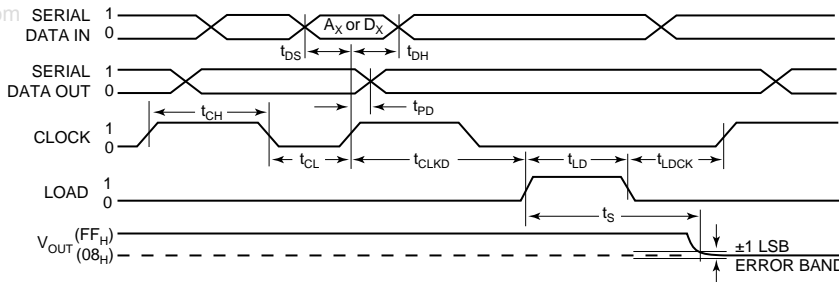 om
SERIAL 1
DATA IN 0
A_X or D_X
t_DS
t_DH
SERIAL 1
DATA OUT 0
t_PD
t_CH
CLOCK 1
0
t_CL
t_CLKD
t_LD
t_LDCK
LOAD 1
0
t_S
V_OUT (FF_H)
(08_H)
±1 LSB
ERROR BAND